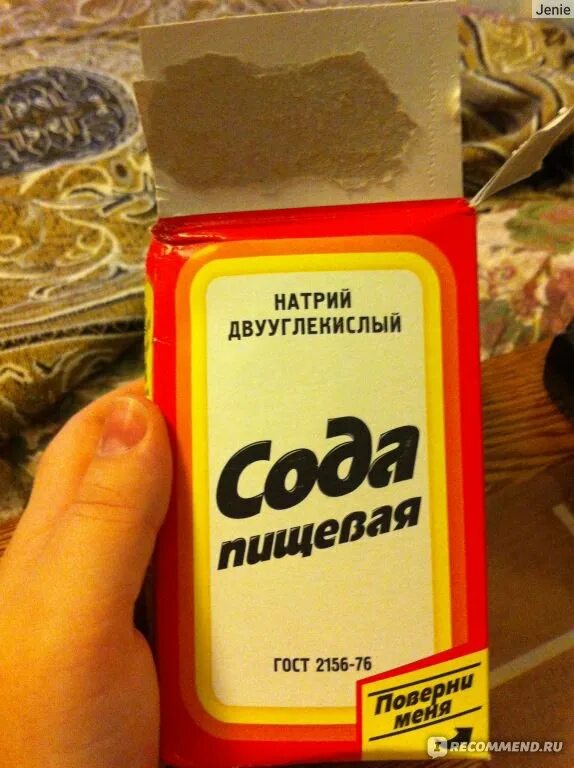 Jenie
НАТРИЙ
ДВУУГЛЕКИСЛЫЙ
Сода
пищевая
ГОСТ 2156-76
Поверни
меня
RECOMMEND.RU